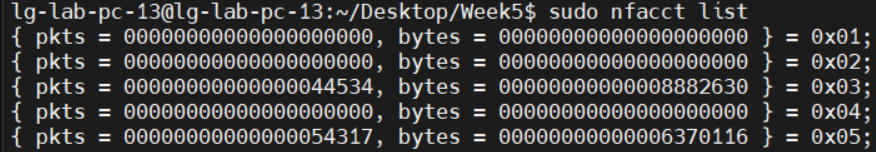 lg-lab-pc-13@lg-lab-pc-13:~/Desktop/Week5$ sudo nfacct list
{ pkts = 00000000000000000000, bytes = 00000000000000000000 } = 0x01;
{ pkts = 00000000000000000000, bytes = 00000000000000000000 } = 0x02;
{ pkts = 00000000000000044534, bytes = 00000000000008882630 } = 0x03;
{ pkts = 00000000000000000000, bytes = 00000000000000000000 } = 0x04;
{ pkts = 00000000000000054317, bytes = 00000000000006370116 } = 0x05;